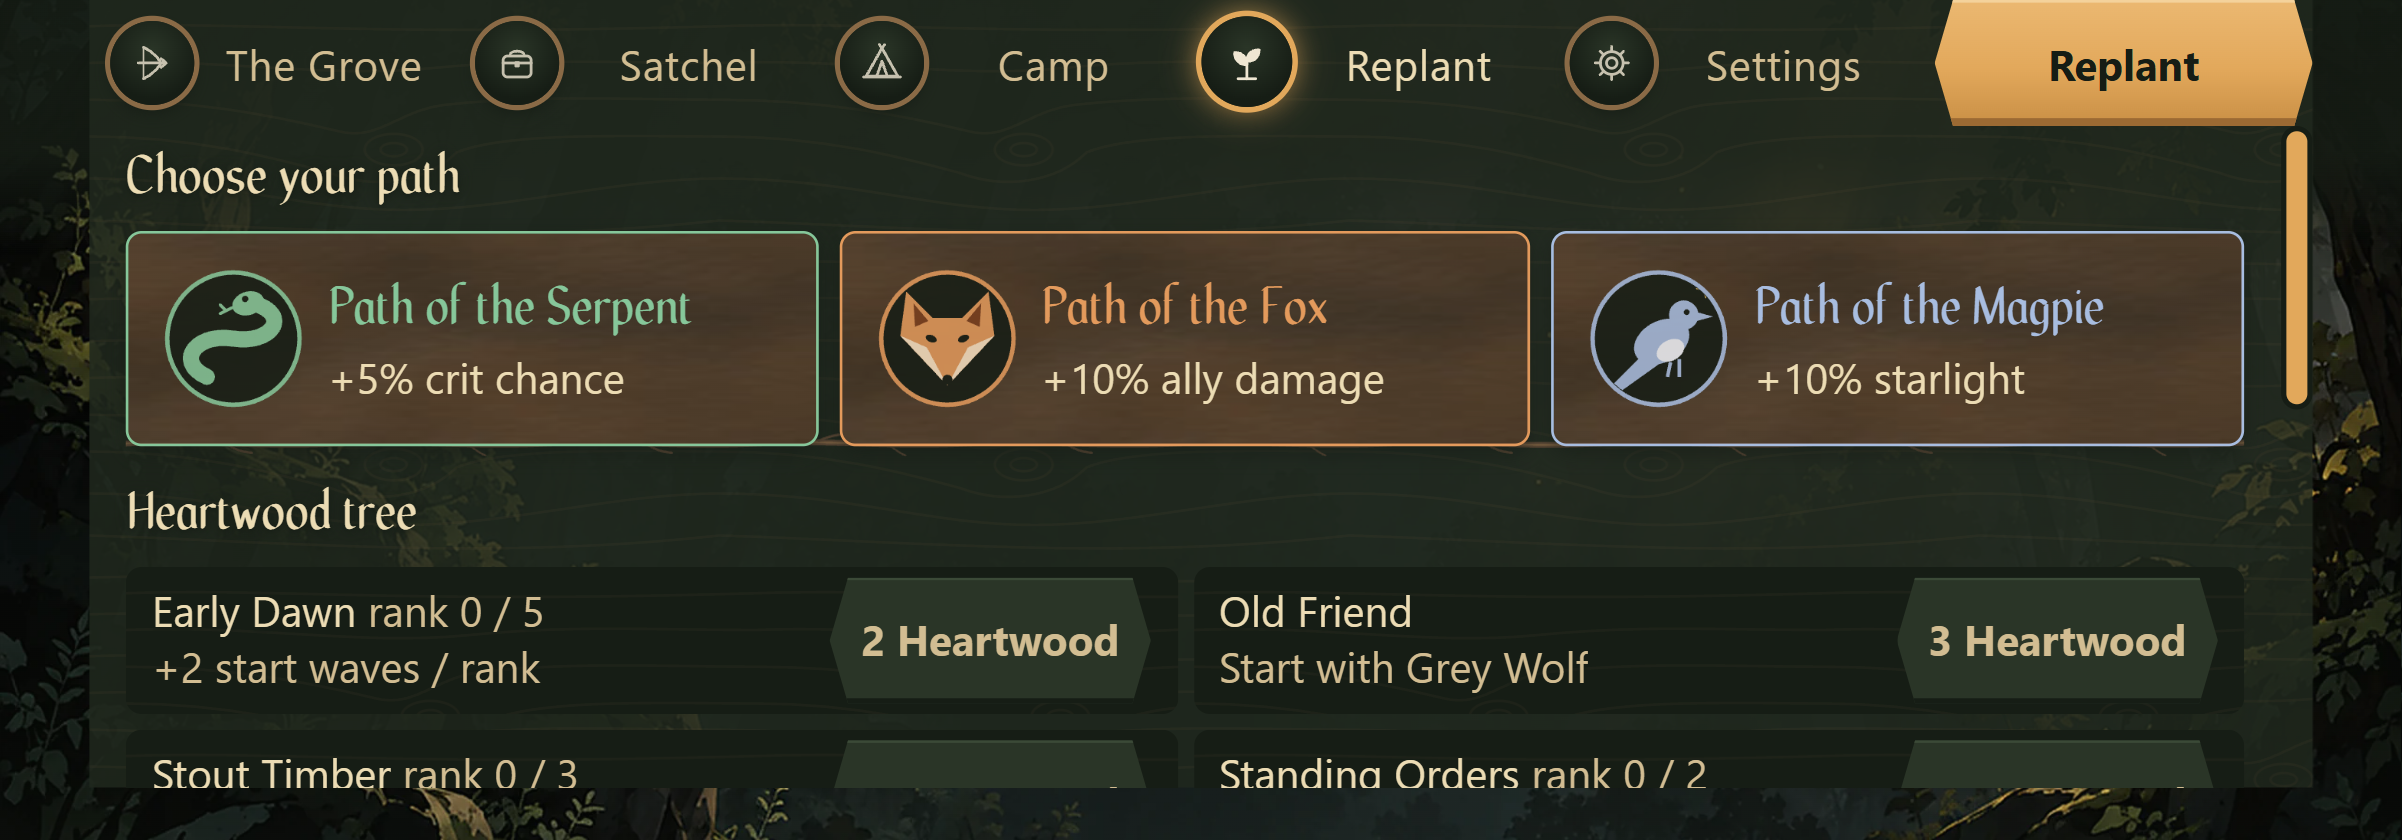 The Grove
Satchel
Camp
Replant
Settings
Replant
Choose your path
Path of the Serpent
+5% crit chance
Path of the Fox
+10% ally damage
Path of the Magpie
+10% starlight
Heartwood tree
Early Dawn rank 0 / 5
+2 start waves / rank
2 Heartwood
Old Friend
Start with Grey Wolf
3 Heartwood
Stout Timber rank 0 / 3
Standing Orders rank 0 / 2